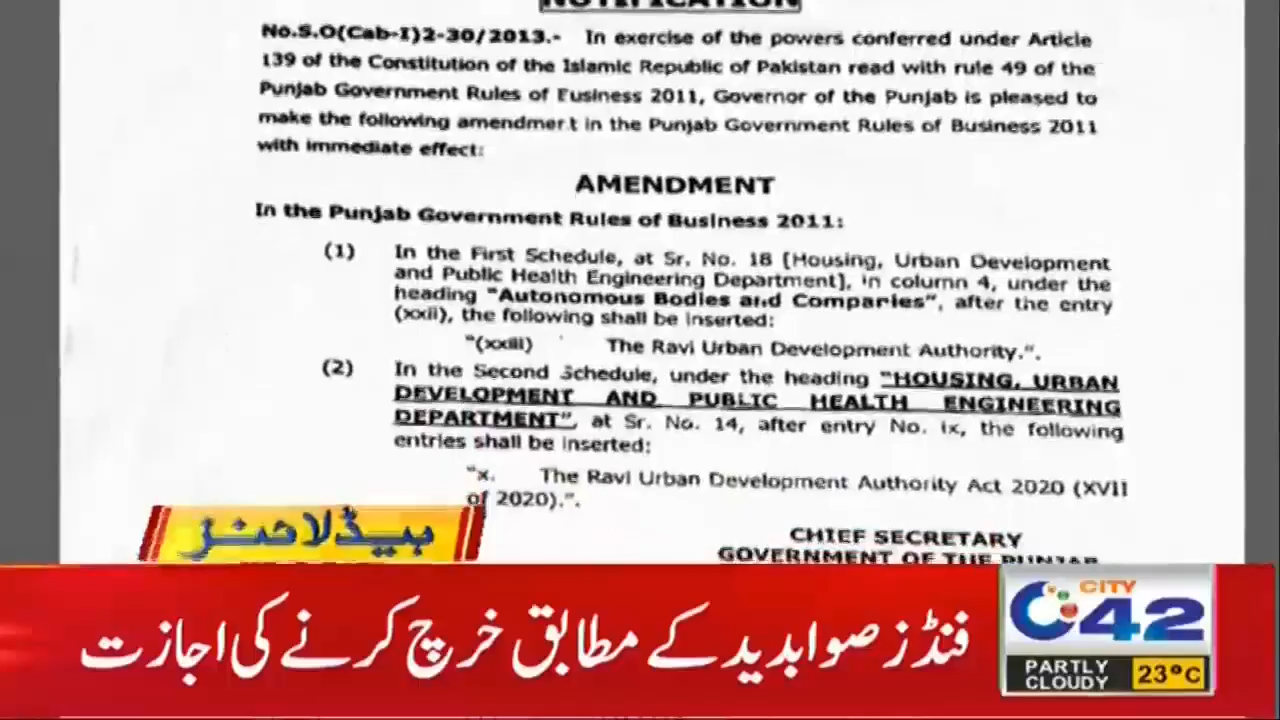 NOTIFICATION
No.S.O(Cab-I)2-30/2013.- In exercise of the powers conferred under Article
139 of the Constitution of the Islamic Republic of Pakistan read with rule 49 of the
Punjab Government Rules of Eusiness 2011, Governor of the Punjab is pleased to
make the following amendment in the Punjab Government Rules of Business 2011
with immediate effect:
AMENDMENT
In the Punjab Government Rules of Business 2011:
(1) In the First Schedule, at Sr. No. 18 [Housing, Urban Development
and Public Health Engineering Department], in column 4, under the
heading "Autonomous Bodies and Companies", after the entry
(xxii), the following shall be inserted:
"(xxiii) The Ravi Urban Development Authority.".
(2) In the Second Schedule, under the heading "HOUSING, URBAN
DEVELOPMENT AND PUBLIC HEALTH ENGINEERING
DEPARTMENT", at Sr. No. 14, after entry No. ix, the following
entries shall be inserted:
"x. The Ravi Urban Development Authority Act 2020 (XVII
of 2020).".
CHIEF SECRETARY
GOVERNMENT OF THE PUNJAB
ہیڈلائنز
فنڈز صوابدید کے مطابق خرچ کرنے کی اجازت
CITY
42
PARTLY
CLOUDY 23°C